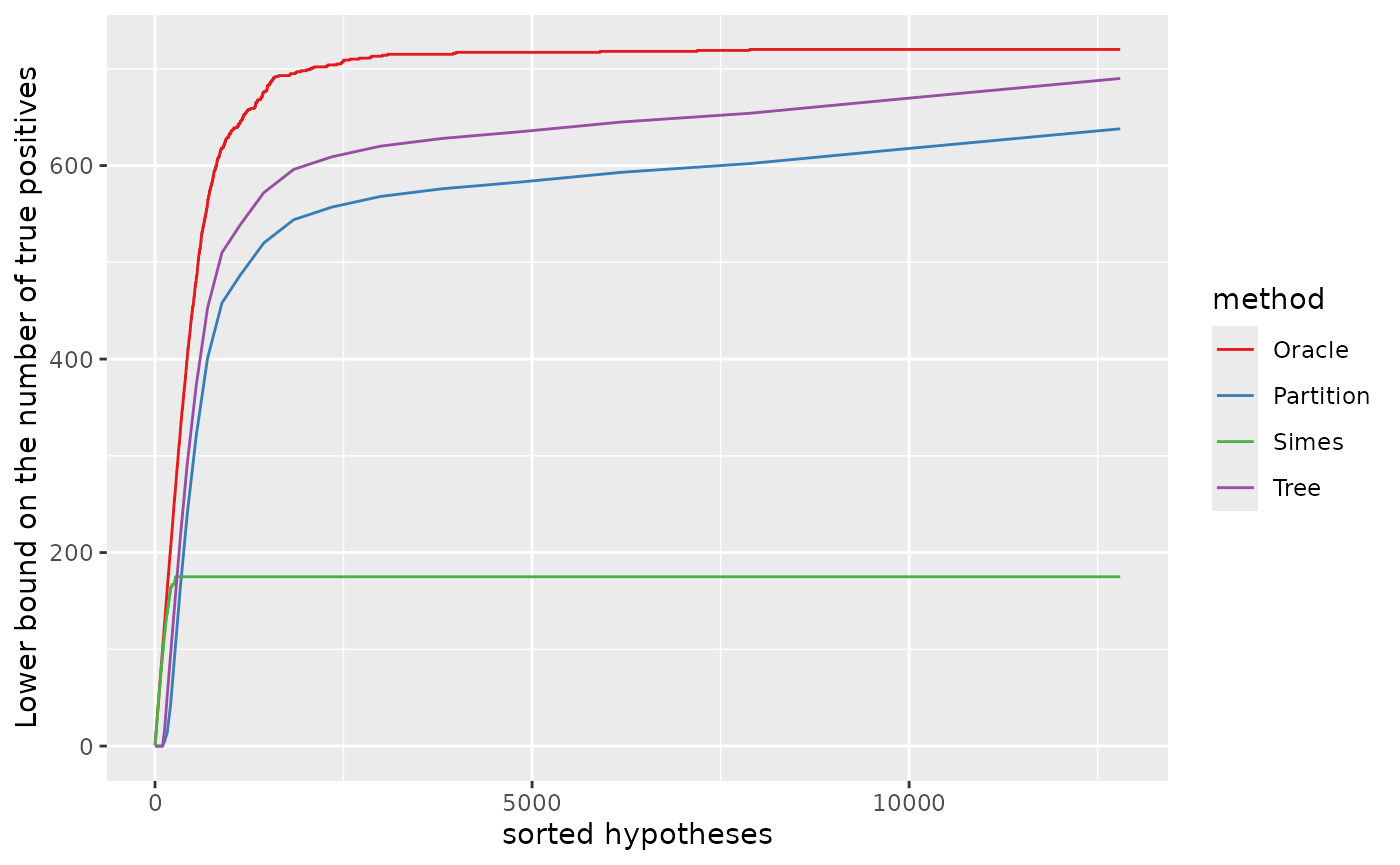 Lower bound on the number of true positives
600
400
200
0
0
5000
10000
sorted hypotheses
method
Oracle
Partition
Simes
Tree